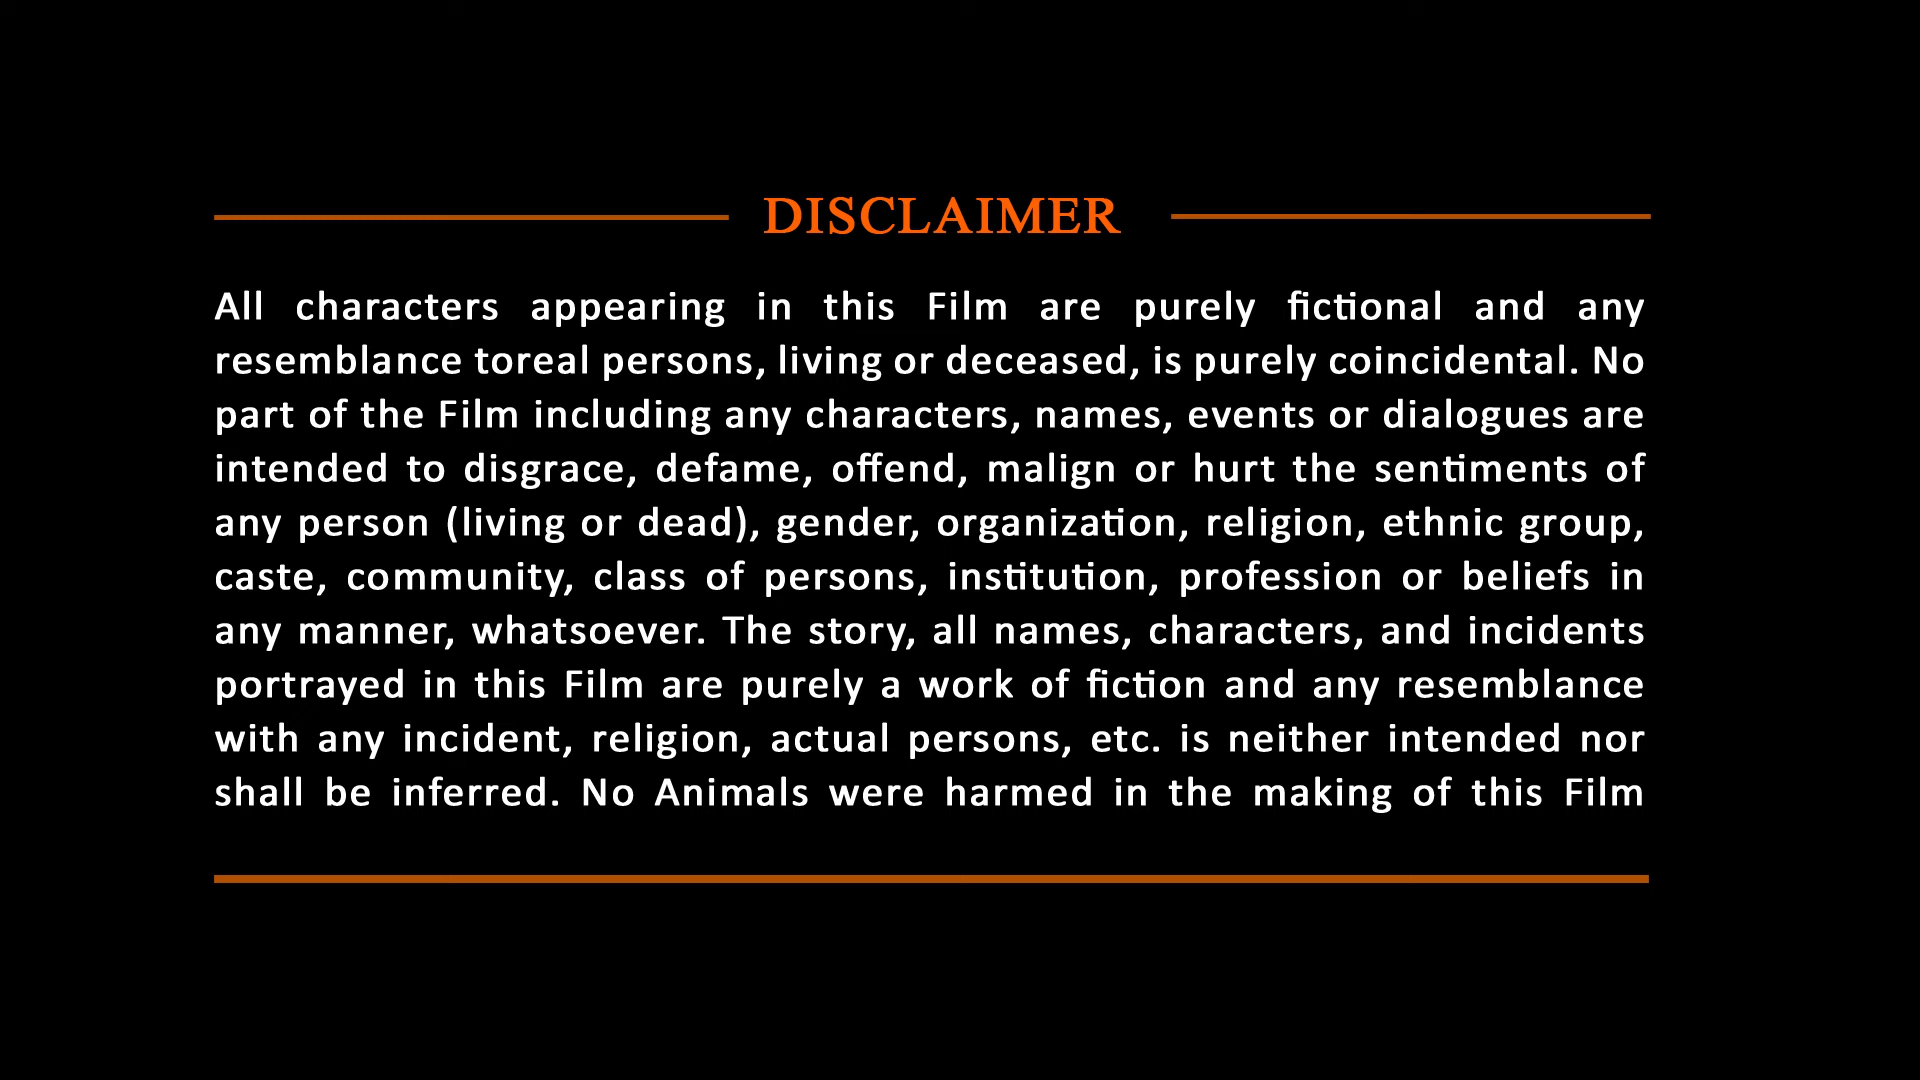 DISCLAIMER
All characters appearing in this Film are purely fictional and any
resemblance toreal persons, living or deceased, is purely coincidental. No
part of the Film including any characters, names, events or dialogues are
intended to disgrace, defame, offend, malign or hurt the sentiments of
any person (living or dead), gender, organization, religion, ethnic group,
caste, community, class of persons, institution, profession or beliefs in
any manner, whatsoever. The story, all names, characters, and incidents
portrayed in this Film are purely a work of fiction and any resemblance
with any incident, religion, actual persons, etc. is neither intended nor
shall be inferred. No Animals were harmed in the making of this Film